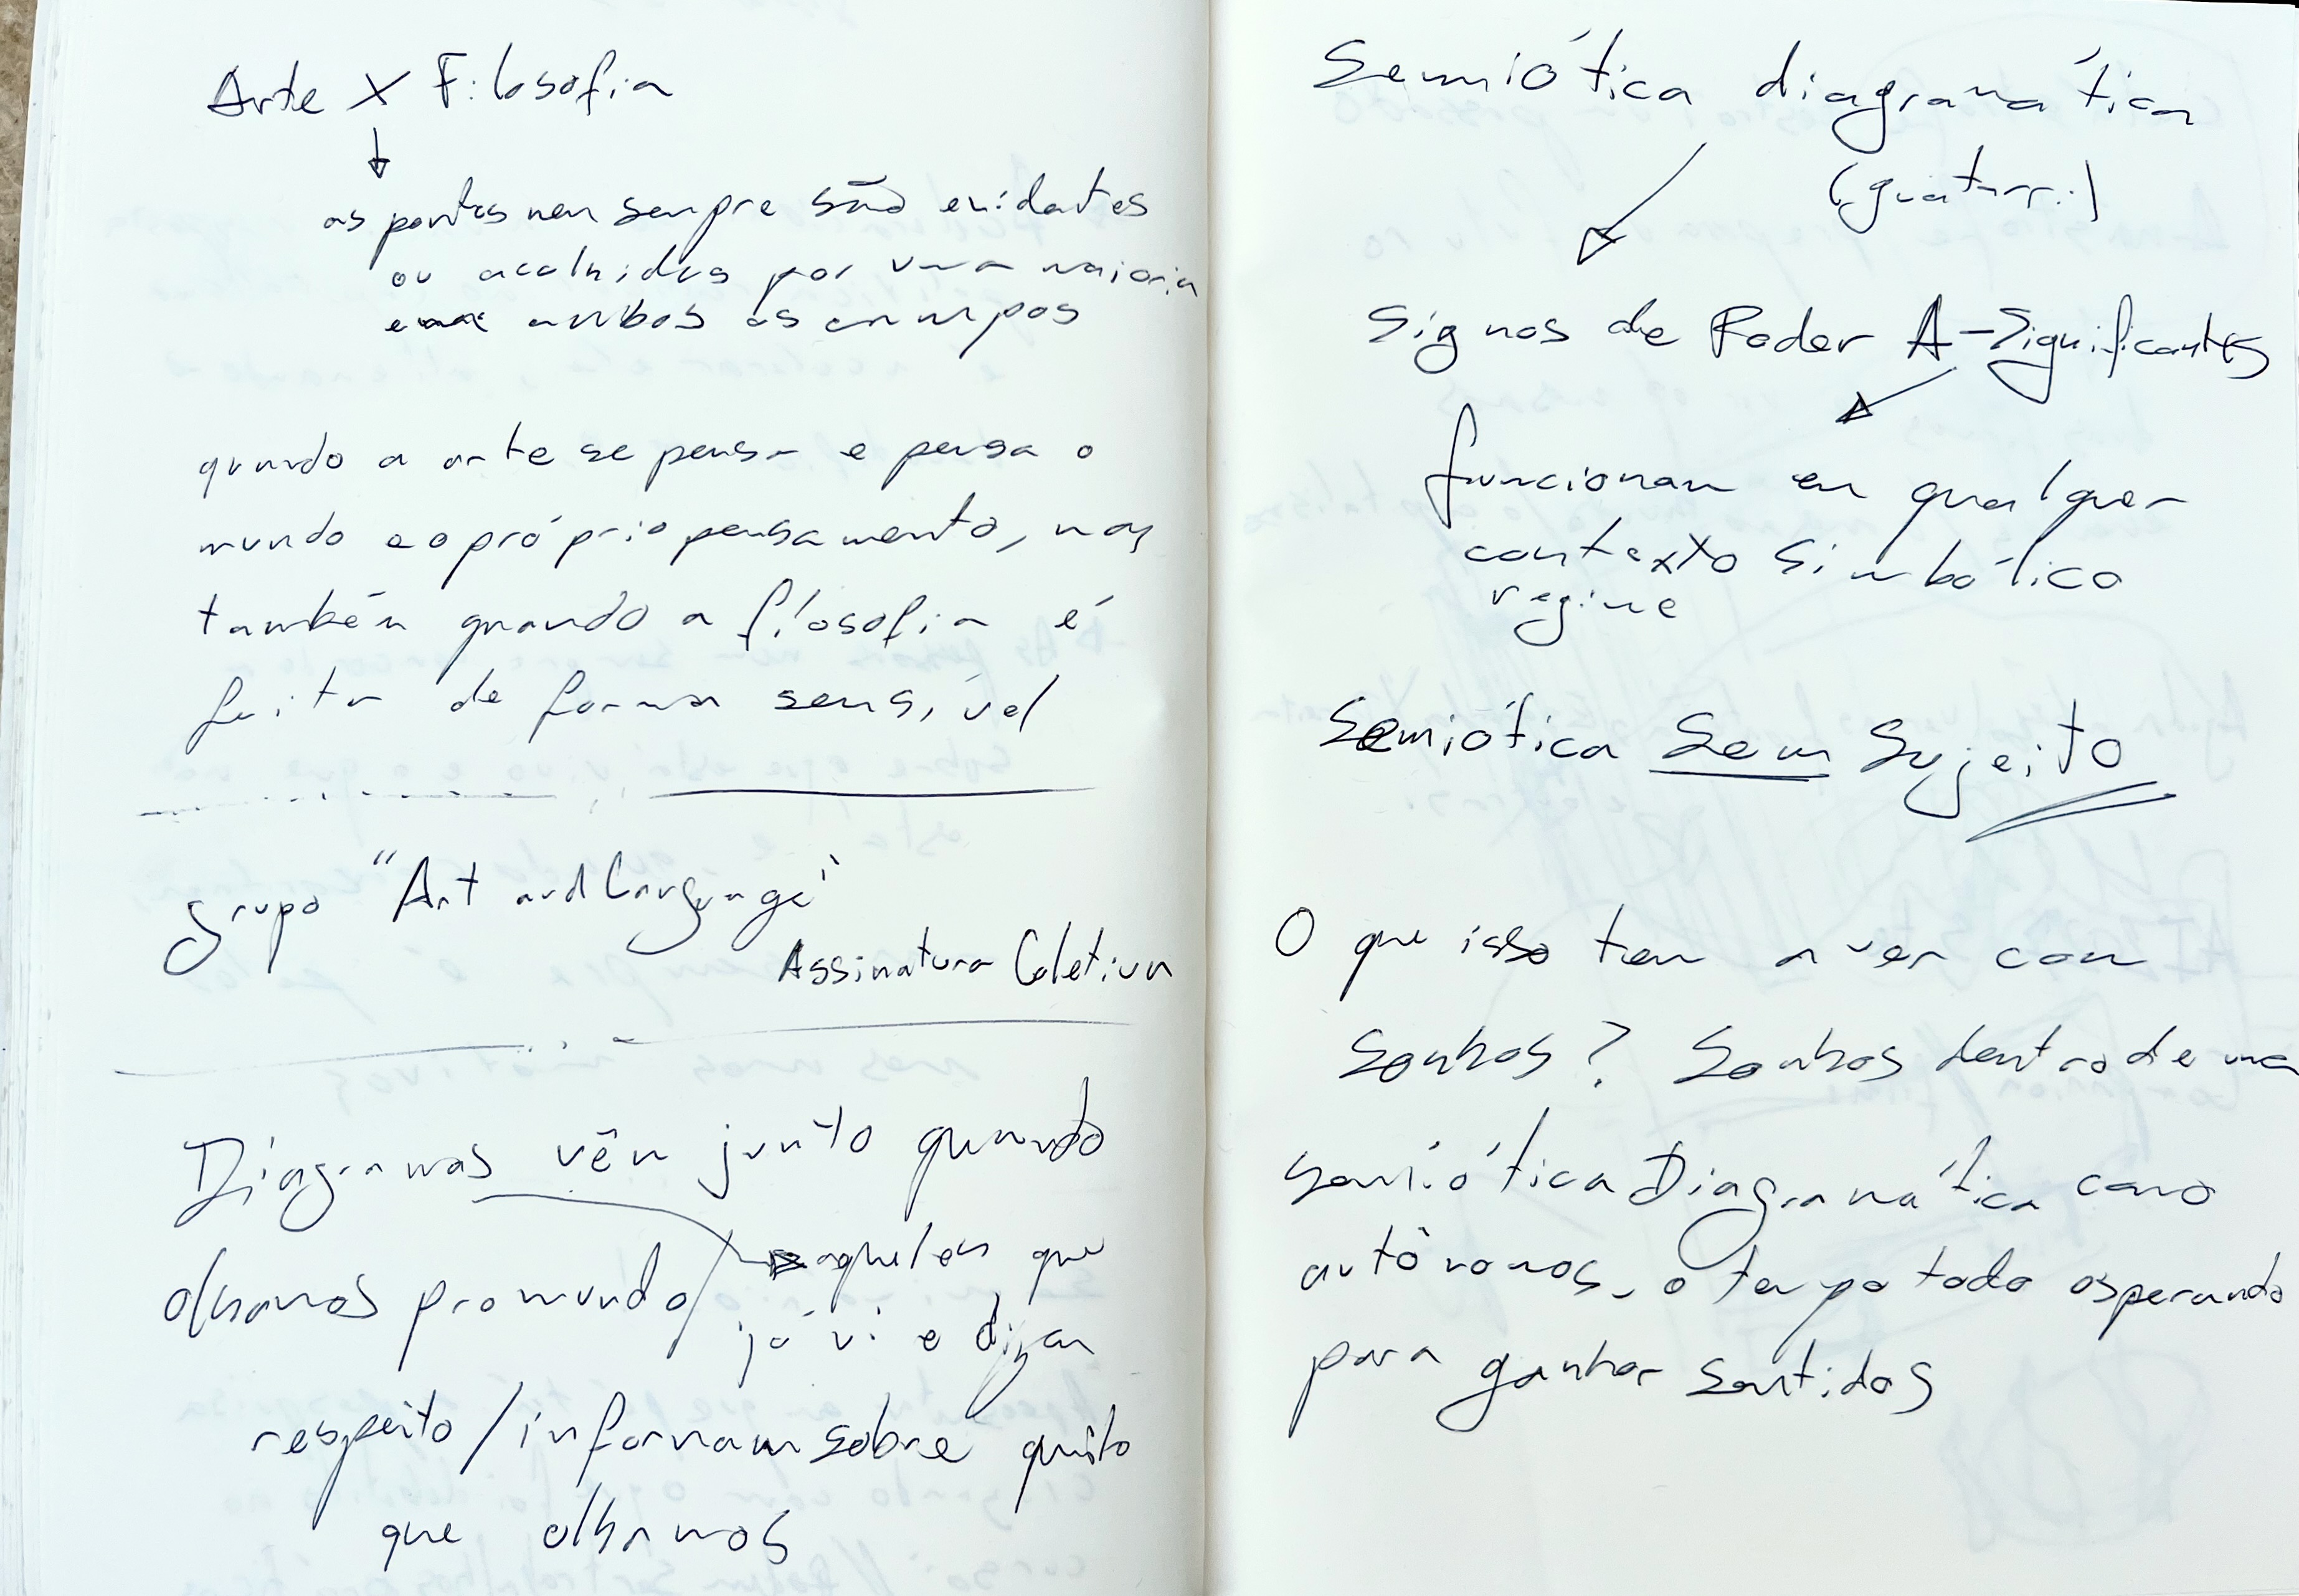 Arte X Filosofia
as pontes nem sempre são evidentes
ou acolhidas por uma maioria
em ambos os campos
quando a arte se pensa e pensa o
mundo e o próprio pensamento, mas
também quando a filosofia é
feita de forma sensível
grupo "Art and Language"
Assinatura Coletiva
Diagramas vêm junto quando
olhamos pro mundo/ aqueles que
já vi e dizem
respeito/informam sobre quilo
que olhamos
Semiótica diagramática
(guattari)
Signos de Poder A-Significantes
funcionam em qualquer
contexto simbólico
regime
Semiótica Sem Sujeito
O que isso tem a ver com
Sonhos? Sonhos dentro de uma
semiótica Diagramática como
autônomos, o tempo todo esperando
para ganhar sentidos